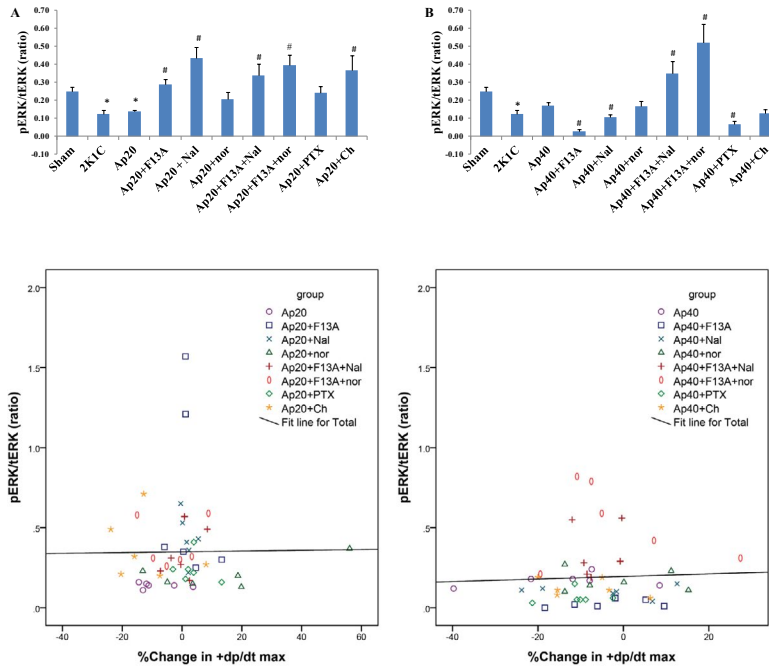 A
pERK/tERK (ratio)
0.70
0.60
0.50
0.40
0.30
0.20
0.10
0.00
-0.10
* * # # # # #
Sham
2K1C
Ap20
Ap20+F13A
Ap20+Nal
Ap20+nor
Ap20+F13A+Nal
Ap20+F13A+nor
Ap20+PTX
Ap20+Ch
B
pERK/tERK (ratio)
0.70
0.60
0.50
0.40
0.30
0.20
0.10
0.00
-0.10
* # # # # #
Sham
2K1C
Ap40
Ap40+F13A
Ap40+Nal
Ap40+nor
Ap40+F13A+Nal
Ap40+F13A+nor
Ap40+PTX
Ap40+Ch
pERK/tERK (ratio)
2.0
1.5
1.0
.5
0
group
Ap20
Ap20+F13A
Ap20+Nal
Ap20+nor
Ap20+F13A+Nal
Ap20+F13A+nor
Ap20+PTX
Ap20+Ch
Fit line for Total
-40 -20 0 20 40 60
%Change in +dp/dt max
pERK/tERK (ratio)
2.0
1.5
1.0
.5
0
group
Ap40
Ap40+F13A
Ap40+Nal
Ap40+nor
Ap40+F13A+Nal
Ap40+F13A+nor
Ap40+PTX
Ap40+Ch
Fit line for Total
-40 -20 0 20
%Change in +dp/dt max